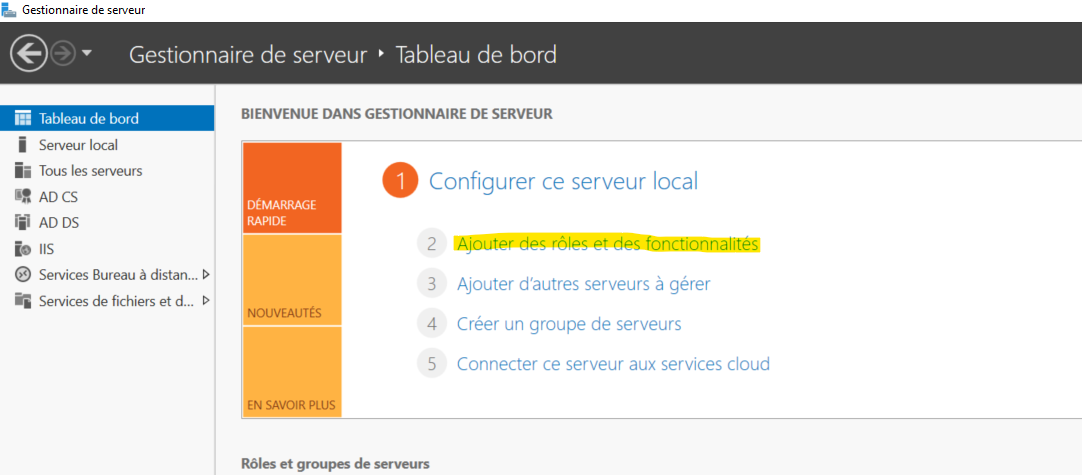 Gestionnaire de serveur
Gestionnaire de serveur ‣ Tableau de bord
Tableau de bord
Serveur local
Tous les serveurs
AD CS
AD DS
IIS
Services Bureau à distan...
Services de fichiers et d...
BIENVENUE DANS GESTIONNAIRE DE SERVEUR
DÉMARRAGE
RAPIDE
NOUVEAUTÉS
EN SAVOIR PLUS
1 Configurer ce serveur local
2 Ajouter des rôles et des fonctionnalités
3 Ajouter d'autres serveurs à gérer
4 Créer un groupe de serveurs
5 Connecter ce serveur aux services cloud
Rôles et groupes de serveurs